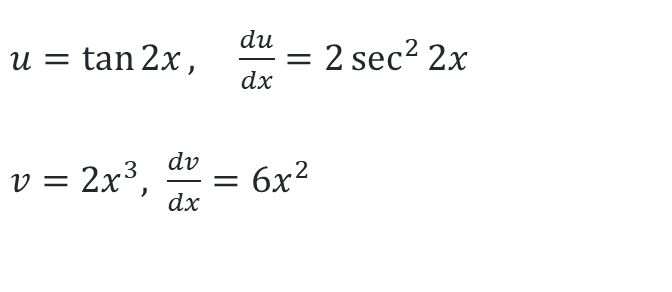 u = tan 2x, du/dx = 2 sec² 2x
v = 2x³, dv/dx = 6x²